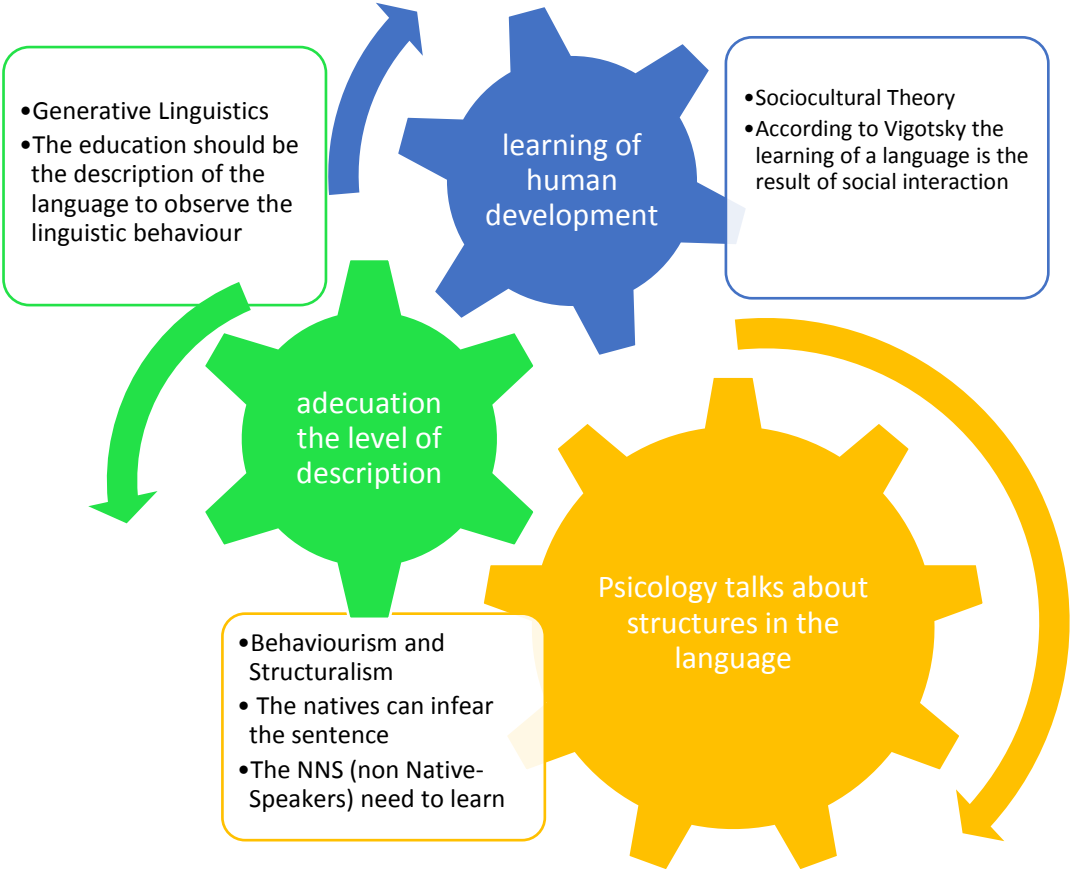 •Generative Linguistics
•The education should be
the description of the
language to observe the
linguistic behaviour
learning of
human
development
•Sociocultural Theory
•According to Vigotsky the
learning of a language is the
result of social interaction
adecuation
the level of
description
Psicology talks about
structures in the
language
•Behaviourism and
Structuralism
• The natives can infear
the sentence
•The NNS (non Native-
Speakers) need to learn